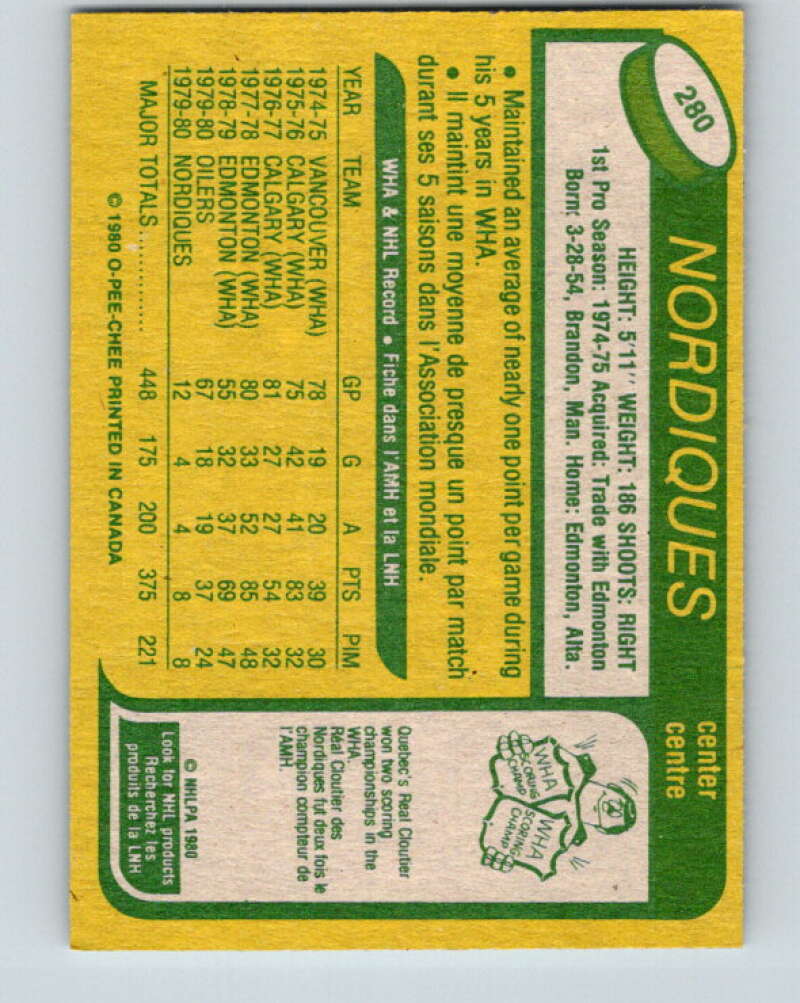 280
NORDIQUES
center
centre
HEIGHT: 5'11" WEIGHT: 186 SHOOTS: RIGHT
1st Pro Season: 1974-75 Acquired: Trade with Edmonton
Born: 3-28-54, Brandon, Man. Home: Edmonton, Alta.
• Maintained an average of nearly one point per game during
his 5 years in WHA.
• Il maintint une moyenne de presque un point par match
durant ses 5 saisons dans l'Association mondiale.
WHA & NHL Record • Fiche dans l'AMH et la LNH
YEAR TEAM GP G A PTS PIM
1974-75 VANCOUVER (WHA) 78 19 20 39 30
1975-76 CALGARY (WHA) 75 42 41 83 32
1976-77 CALGARY (WHA) 81 27 27 54 32
1977-78 EDMONTON (WHA) 80 33 52 85 48
1978-79 EDMONTON (WHA) 55 32 37 69 47
1979-80 OILERS 67 18 19 37 24
1979-80 NORDIQUES 12 4 4 8 8
MAJOR TOTALS.............. 448 175 200 375 221
© 1980 O-PEE-CHEE PRINTED IN CANADA
WHA
SCORING
CHAMP
WHA
SCORING
CHAMP
Quebec's Real Cloutier
won two scoring
championships in the
WHA.
Réal Cloutier des
Nordiques fut deux fois le
champion compteur de
l'AMH.
© NHLPA 1980
Look for NHL products
Recherchez les
produits de la LNH